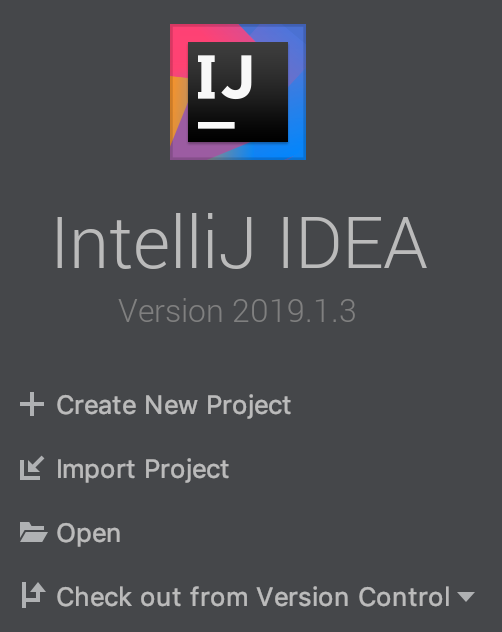 IJ
IntelliJ IDEA
Version 2019.1.3
Create New Project
Import Project
Open
Check out from Version Control